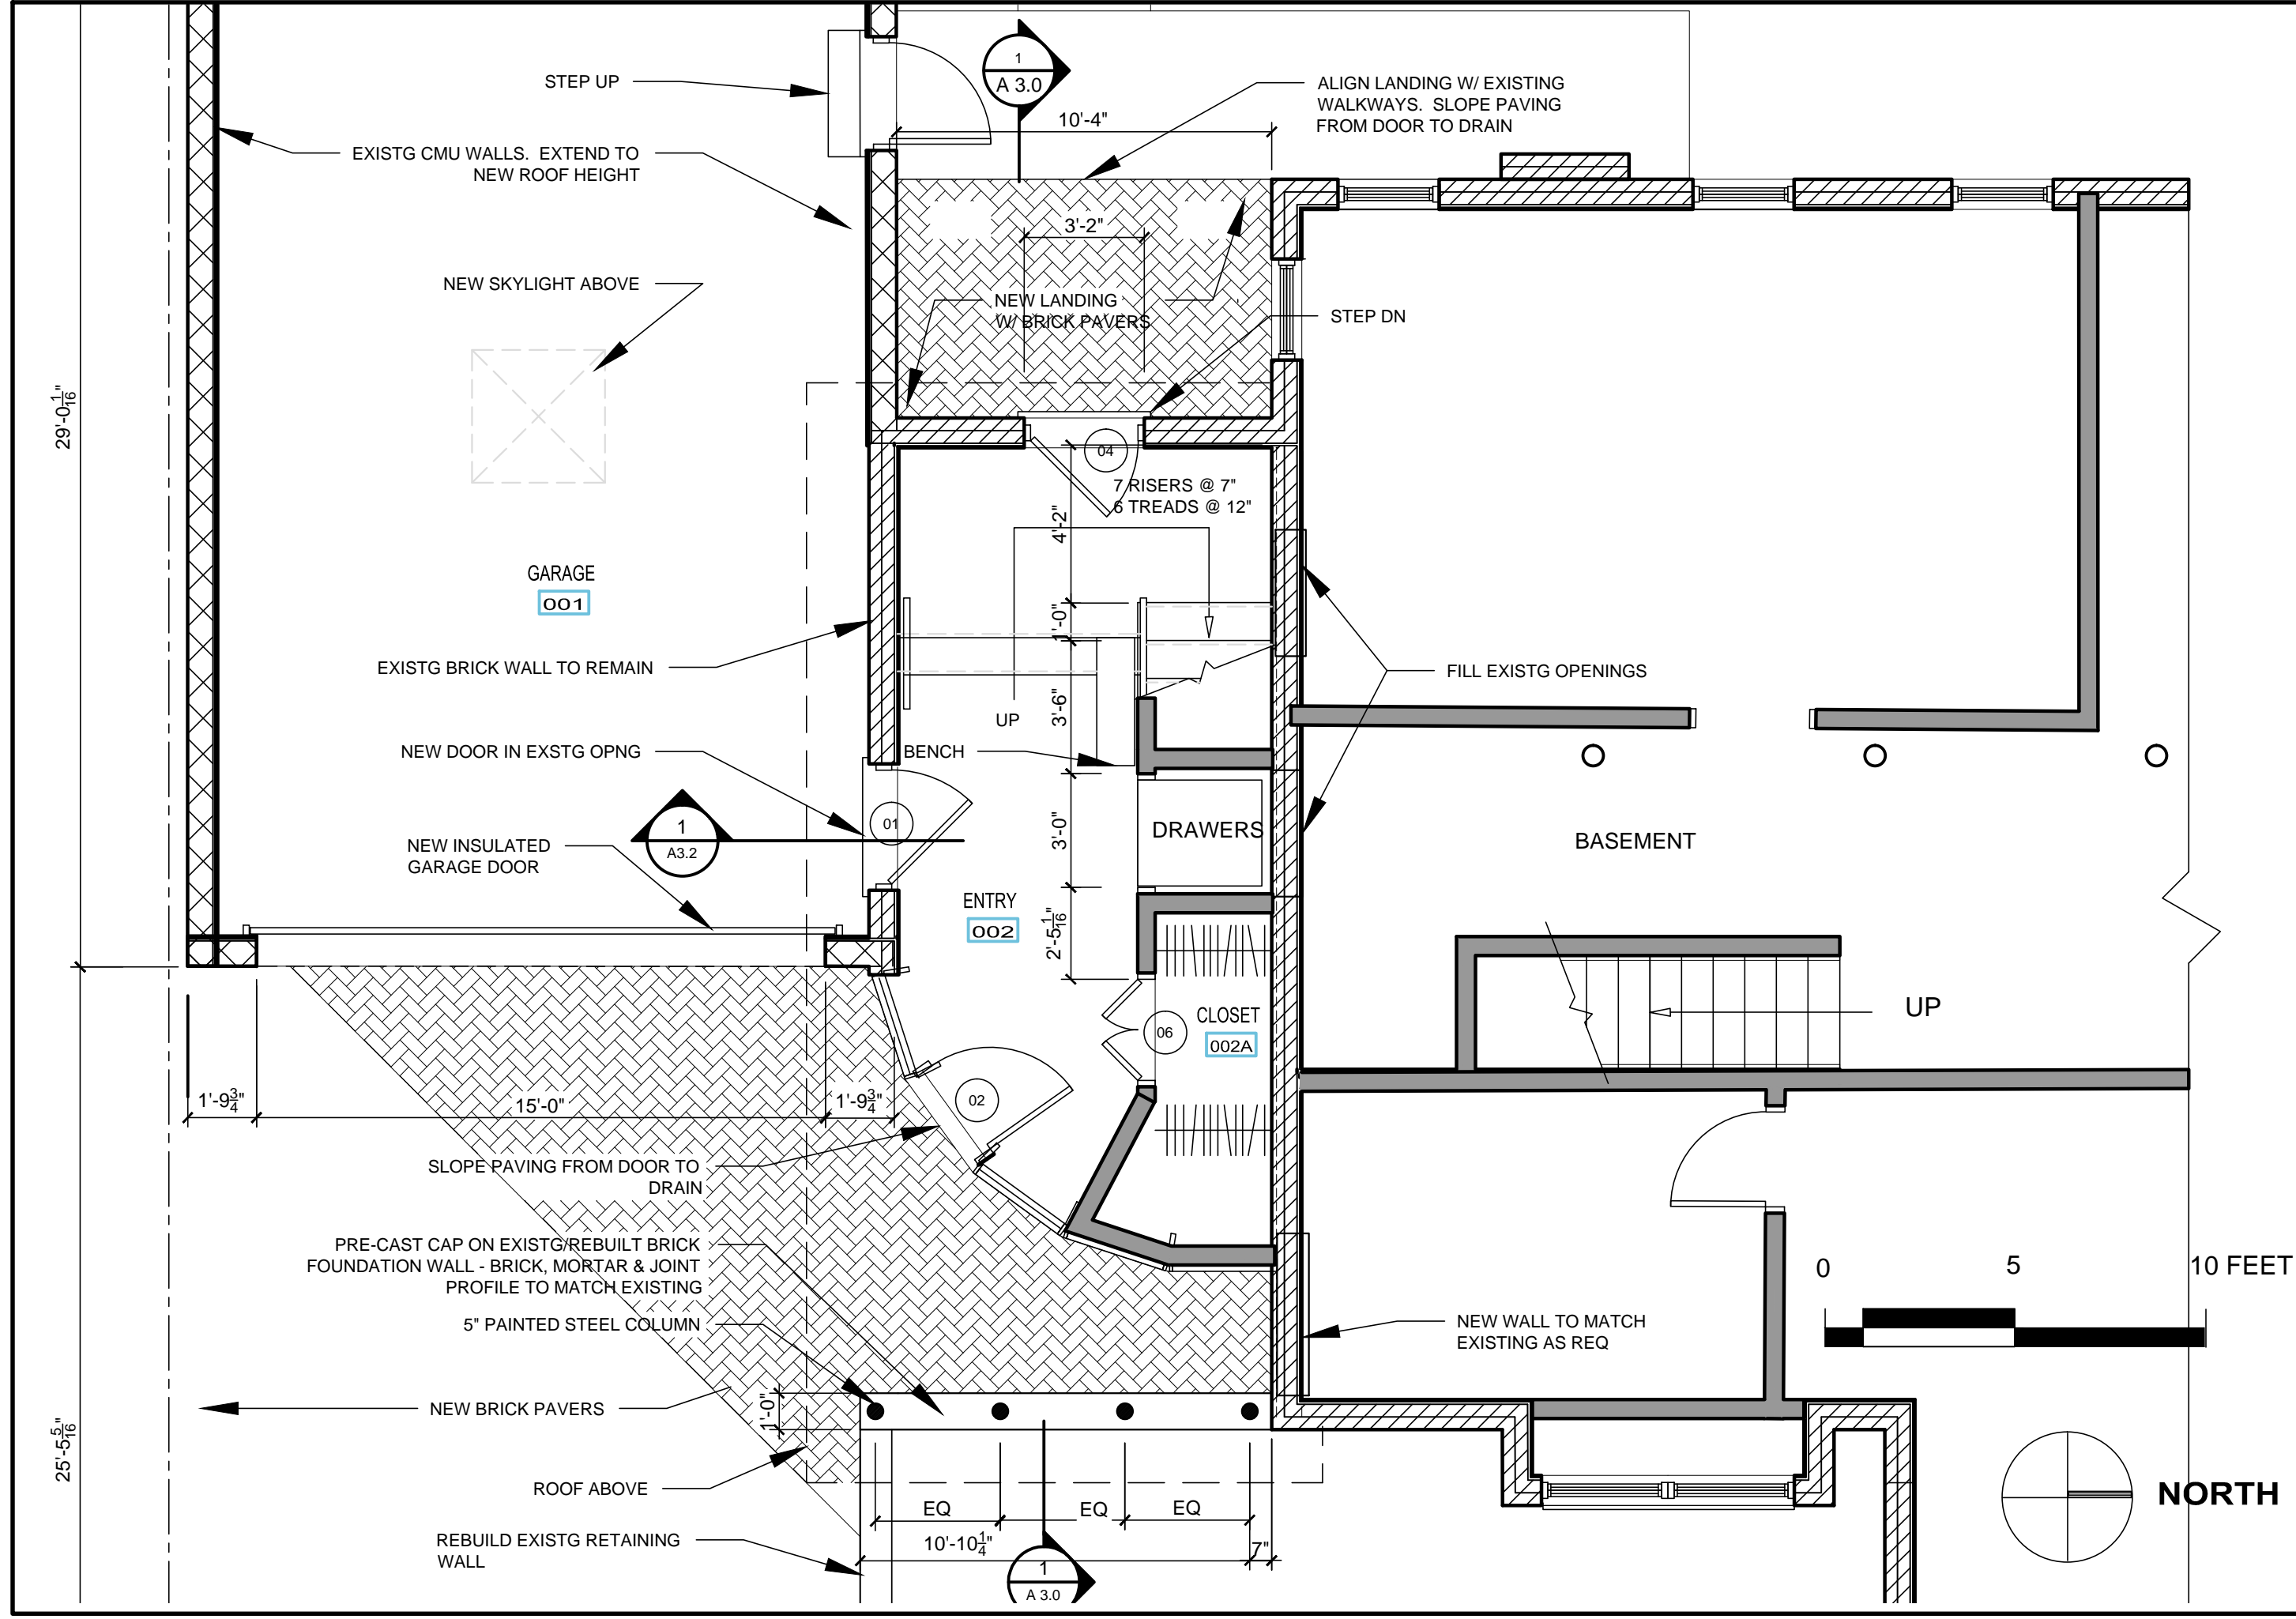 STEP UP
1
A 3.0
ALIGN LANDING W/ EXISTING
WALKWAYS. SLOPE PAVING
FROM DOOR TO DRAIN
10'-4"
EXISTG CMU WALLS. EXTEND TO
NEW ROOF HEIGHT
3'-2"
NEW SKYLIGHT ABOVE
NEW LANDING
W/ BRICK PAVERS
STEP DN
29'-0 1/16"
04
7 RISERS @ 7"
6 TREADS @ 12"
4'-2"
GARAGE
001
1'-0"
EXISTG BRICK WALL TO REMAIN
FILL EXISTG OPENINGS
3'-6"
UP
NEW DOOR IN EXSTG OPNG
BENCH
1
A3.2
01
3'-0"
DRAWERS
BASEMENT
NEW INSULATED
GARAGE DOOR
ENTRY
002
2'-5 1/16"
CLOSET
002A
06
UP
1'-9 3/4"
15'-0"
1'-9 3/4"
02
SLOPE PAVING FROM DOOR TO
DRAIN
PRE-CAST CAP ON EXISTG/REBUILT BRICK
FOUNDATION WALL - BRICK, MORTAR & JOINT
PROFILE TO MATCH EXISTING
0
5
10 FEET
5" PAINTED STEEL COLUMN
NEW WALL TO MATCH
EXISTING AS REQ
NEW BRICK PAVERS
1'-0"
25'-5 5/16"
ROOF ABOVE
NORTH
EQ
EQ
EQ
REBUILD EXISTG RETAINING
WALL
10'-10 1/4"
7"
1
A 3.0